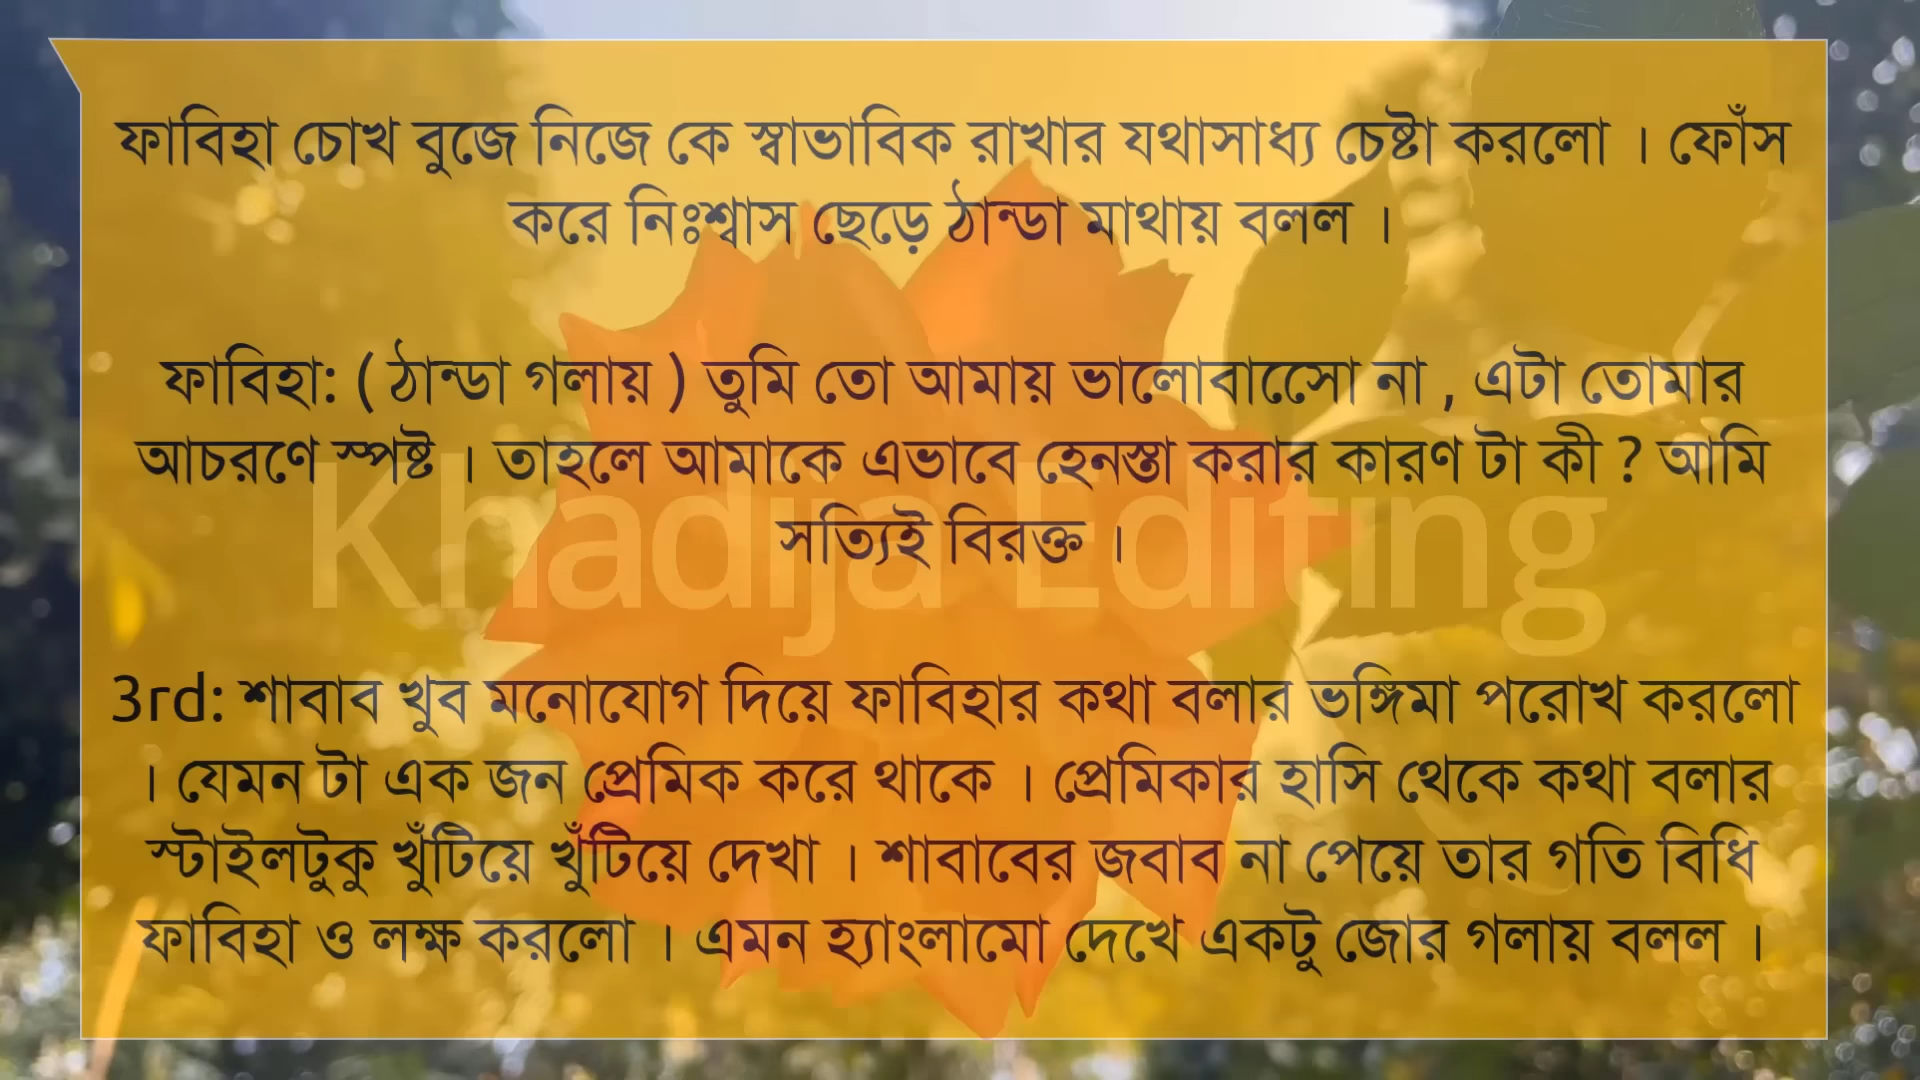 ফাবিহা চোখ বুজে নিজে কে স্বাভাবিক রাখার যথাসাধ্য চেষ্টা করলো । ফোঁস
করে নিঃশ্বাস ছেড়ে ঠান্ডা মাথায় বলল ।
ফাবিহা: ( ঠান্ডা গলায় ) তুমি তো আমায় ভালোবাসোে না , এটা তোমার
আচরণে স্পষ্ট । তাহলে আমাকে এভাবে হেনস্তা করার কারণ টা কী ? আমি
সত্যিই বিরক্ত ।
Khadija Editing
3rd: শাবাব খুব মনোযোগ দিয়ে ফাবিহার কথা বলার ভঙ্গিমা পরোখ করলো
। যেমন টা এক জন প্রেমিক করে থাকে । প্রেমিকার হাসি থেকে কথা বলার
স্টাইলটুকু খুঁটিয়ে খুঁটিয়ে দেখা । শাবাবের জবাব না পেয়ে তার গতি বিধি
ফাবিহা ও লক্ষ করলো । এমন হ্যাংলামো দেখে একটু জোর গলায় বলল ।